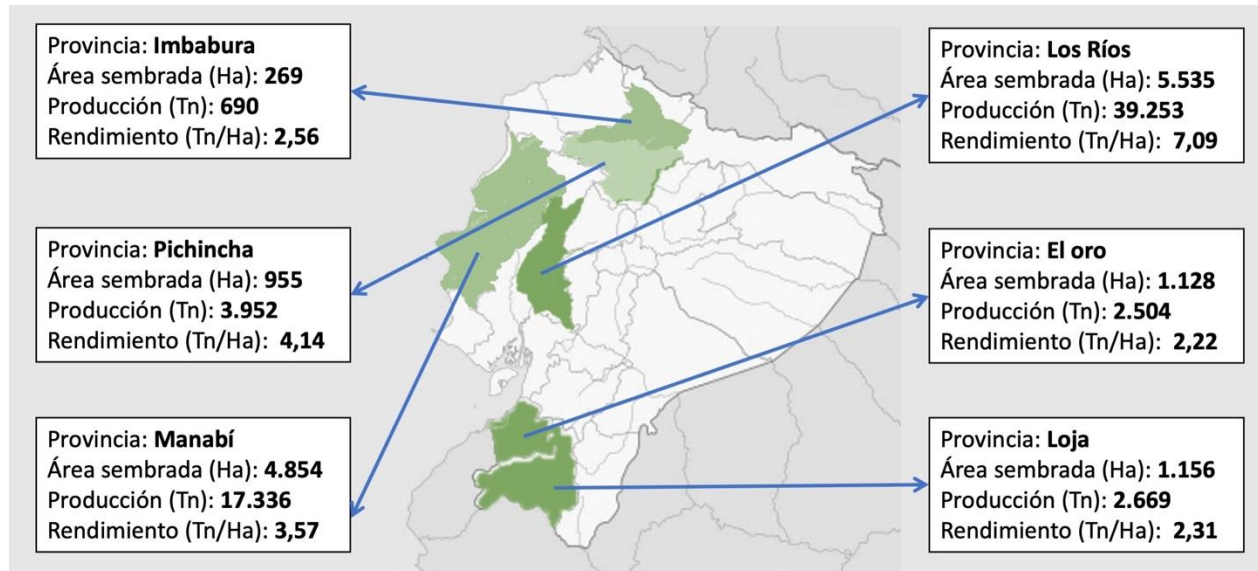 Provincia: Imbabura
Área sembrada (Ha): 269
Producción (Tn): 690
Rendimiento (Tn/Ha): 2,56
Provincia: Pichincha
Área sembrada (Ha): 955
Producción (Tn): 3.952
Rendimiento (Tn/Ha): 4,14
Provincia: Manabí
Área sembrada (Ha): 4.854
Producción (Tn): 17.336
Rendimiento (Tn/Ha): 3,57
Provincia: Los Ríos
Área sembrada (Ha): 5.535
Producción (Tn): 39.253
Rendimiento (Tn/Ha): 7,09
Provincia: El oro
Área sembrada (Ha): 1.128
Producción (Tn): 2.504
Rendimiento (Tn/Ha): 2,22
Provincia: Loja
Área sembrada (Ha): 1.156
Producción (Tn): 2.669
Rendimiento (Tn/Ha): 2,31